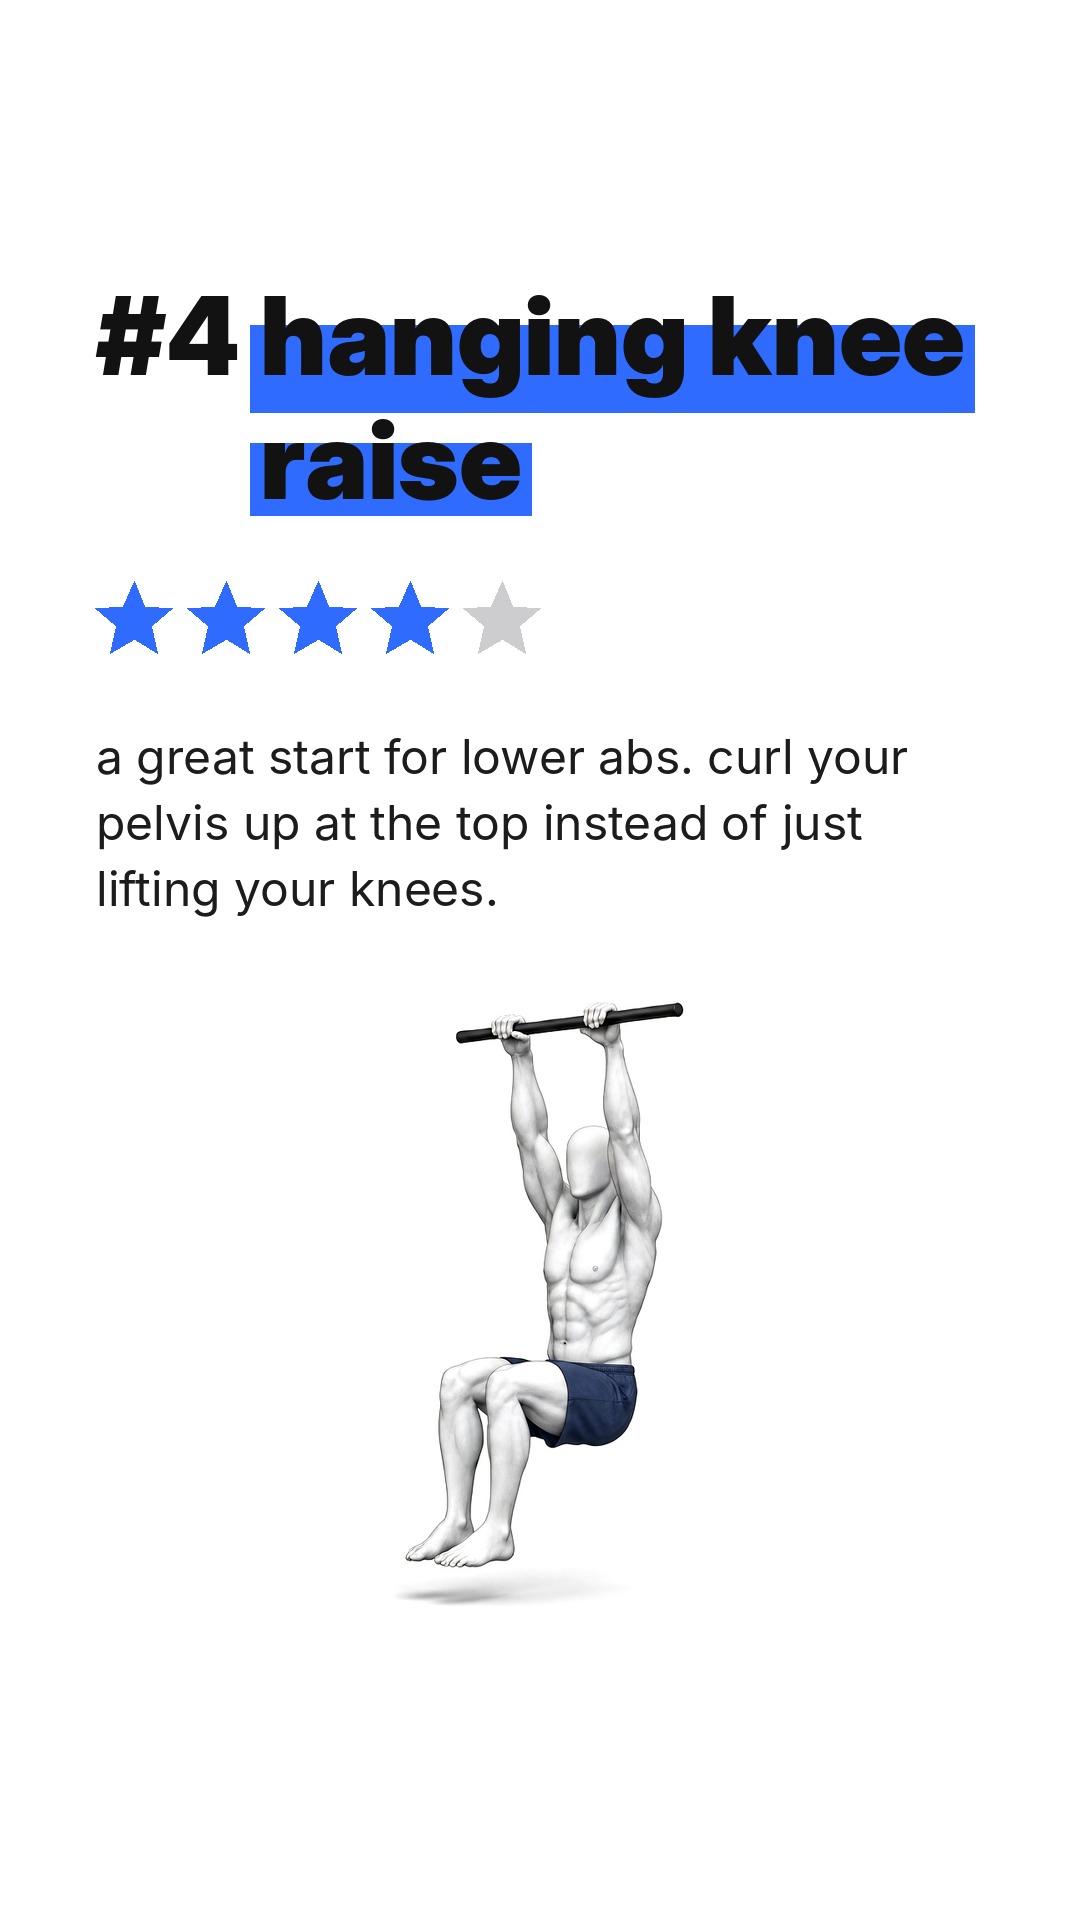 #4 hanging knee
raise
a great start for lower abs. curl your
pelvis up at the top instead of just
lifting your knees.